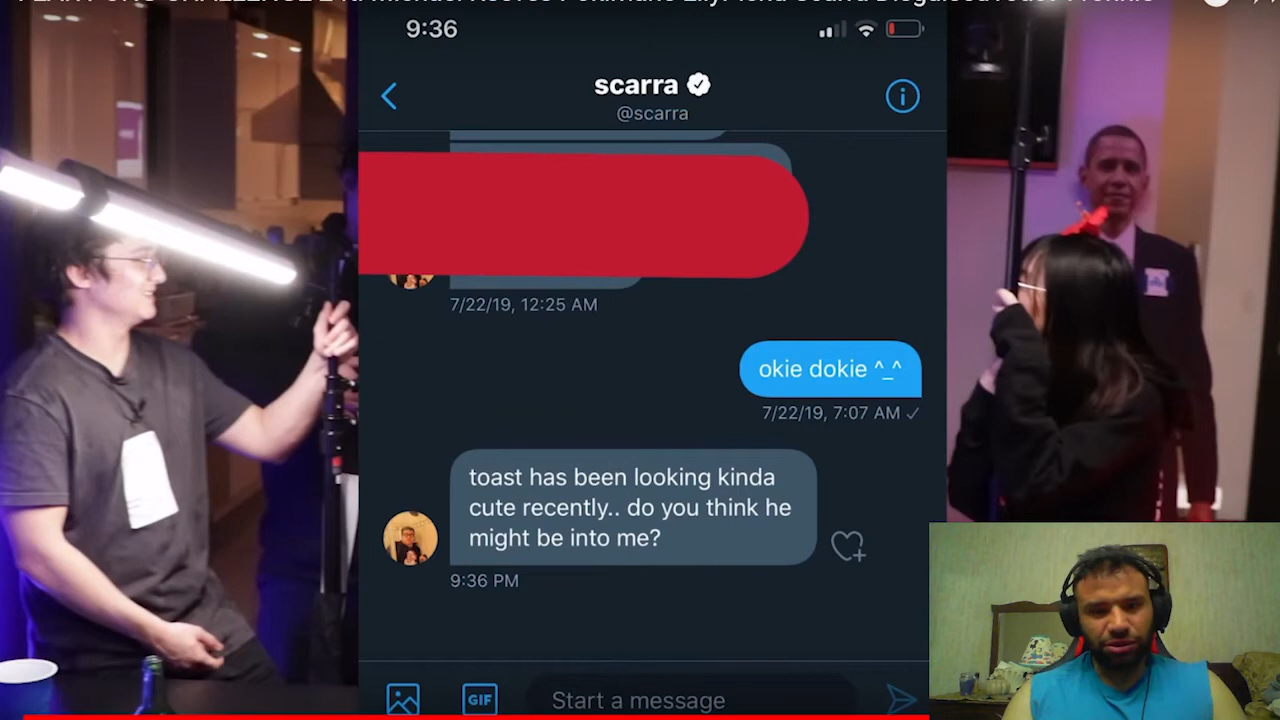 9:36
scarra
@scarra
7/22/19, 12:25 AM
okie dokie ^_^
7/22/19, 7:07 AM ✓
toast has been looking kinda
cute recently.. do you think he
might be into me?
9:36 PM
GIF
Start a message